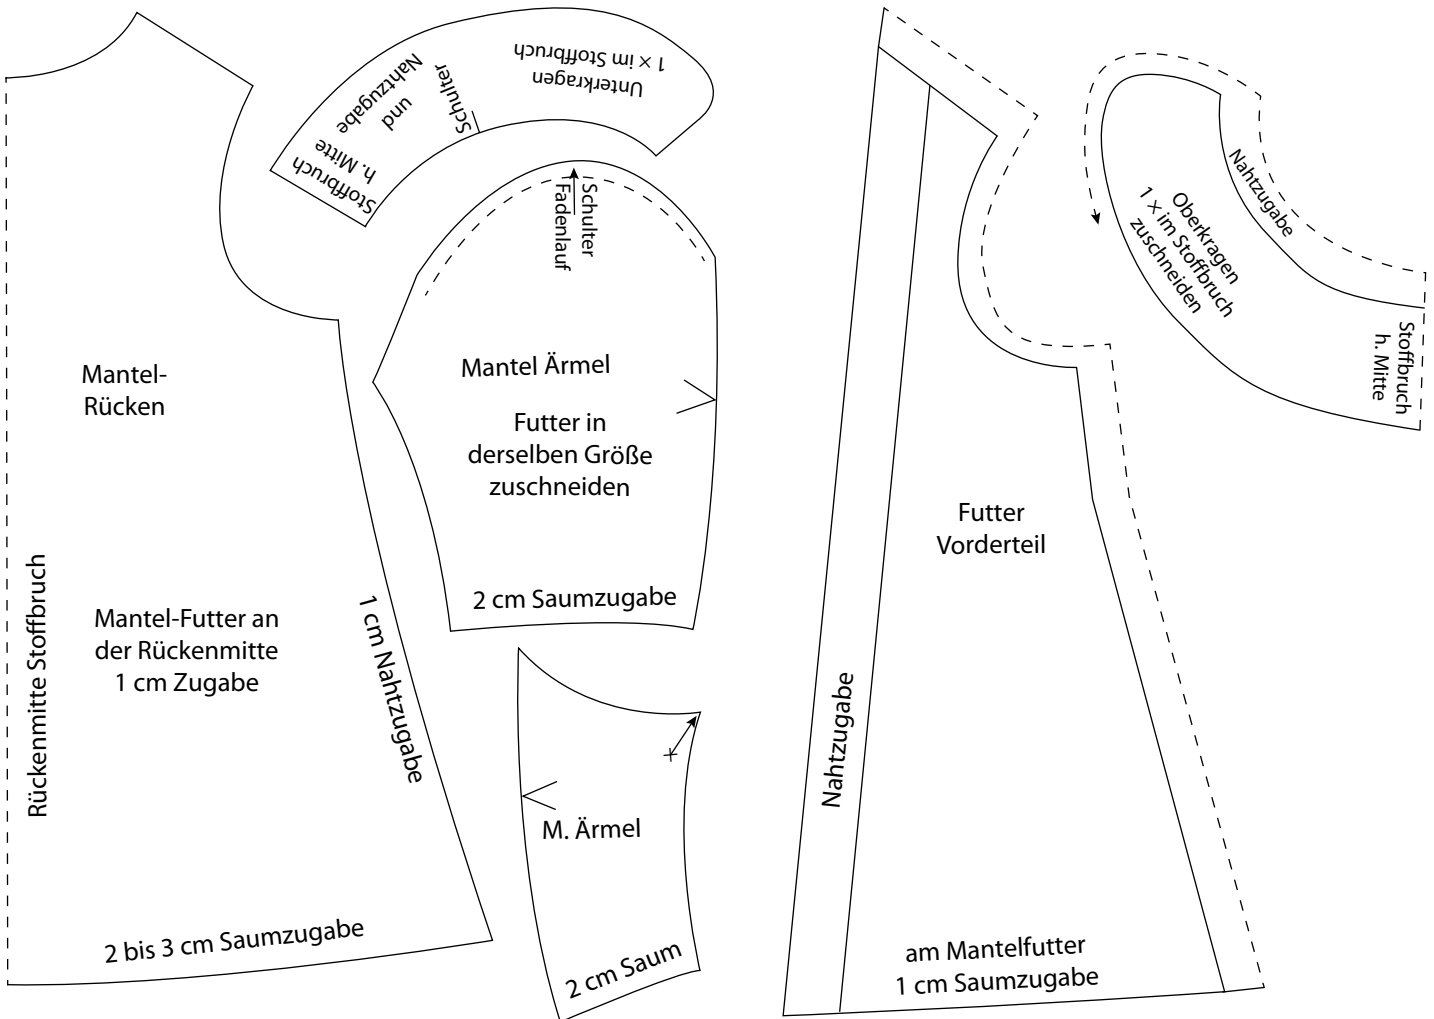 Mantel-
Rücken
Rückenmitte Stoffbruch
Mantel-Futter an
der Rückenmitte
1 cm Zugabe
1 cm Nahtzugabe
2 bis 3 cm Saumzugabe
Unterkragen
1 × im Stoffbruch
Schulter
Nahtzugabe
und
h. Mitte
Stoffbruch
Schulter
Fadenlauf
Mantel Ärmel
Futter in
derselben Größe
zuschneiden
2 cm Saumzugabe
M. Ärmel
2 cm Saum
Nahtzugabe
Futter
Vorderteil
am Mantelfutter
1 cm Saumzugabe
Nahtzugabe
Oberkragen
1 × im Stoffbruch
zuschneiden
Stoffbruch
h. Mitte